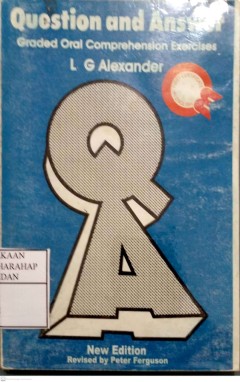 Question and Answer
Graded Oral Comprehension Exercises
L G Alexander
Q
A
KAAN
HARAHAP
DAN
New Edition
Revised by Peter Ferguson